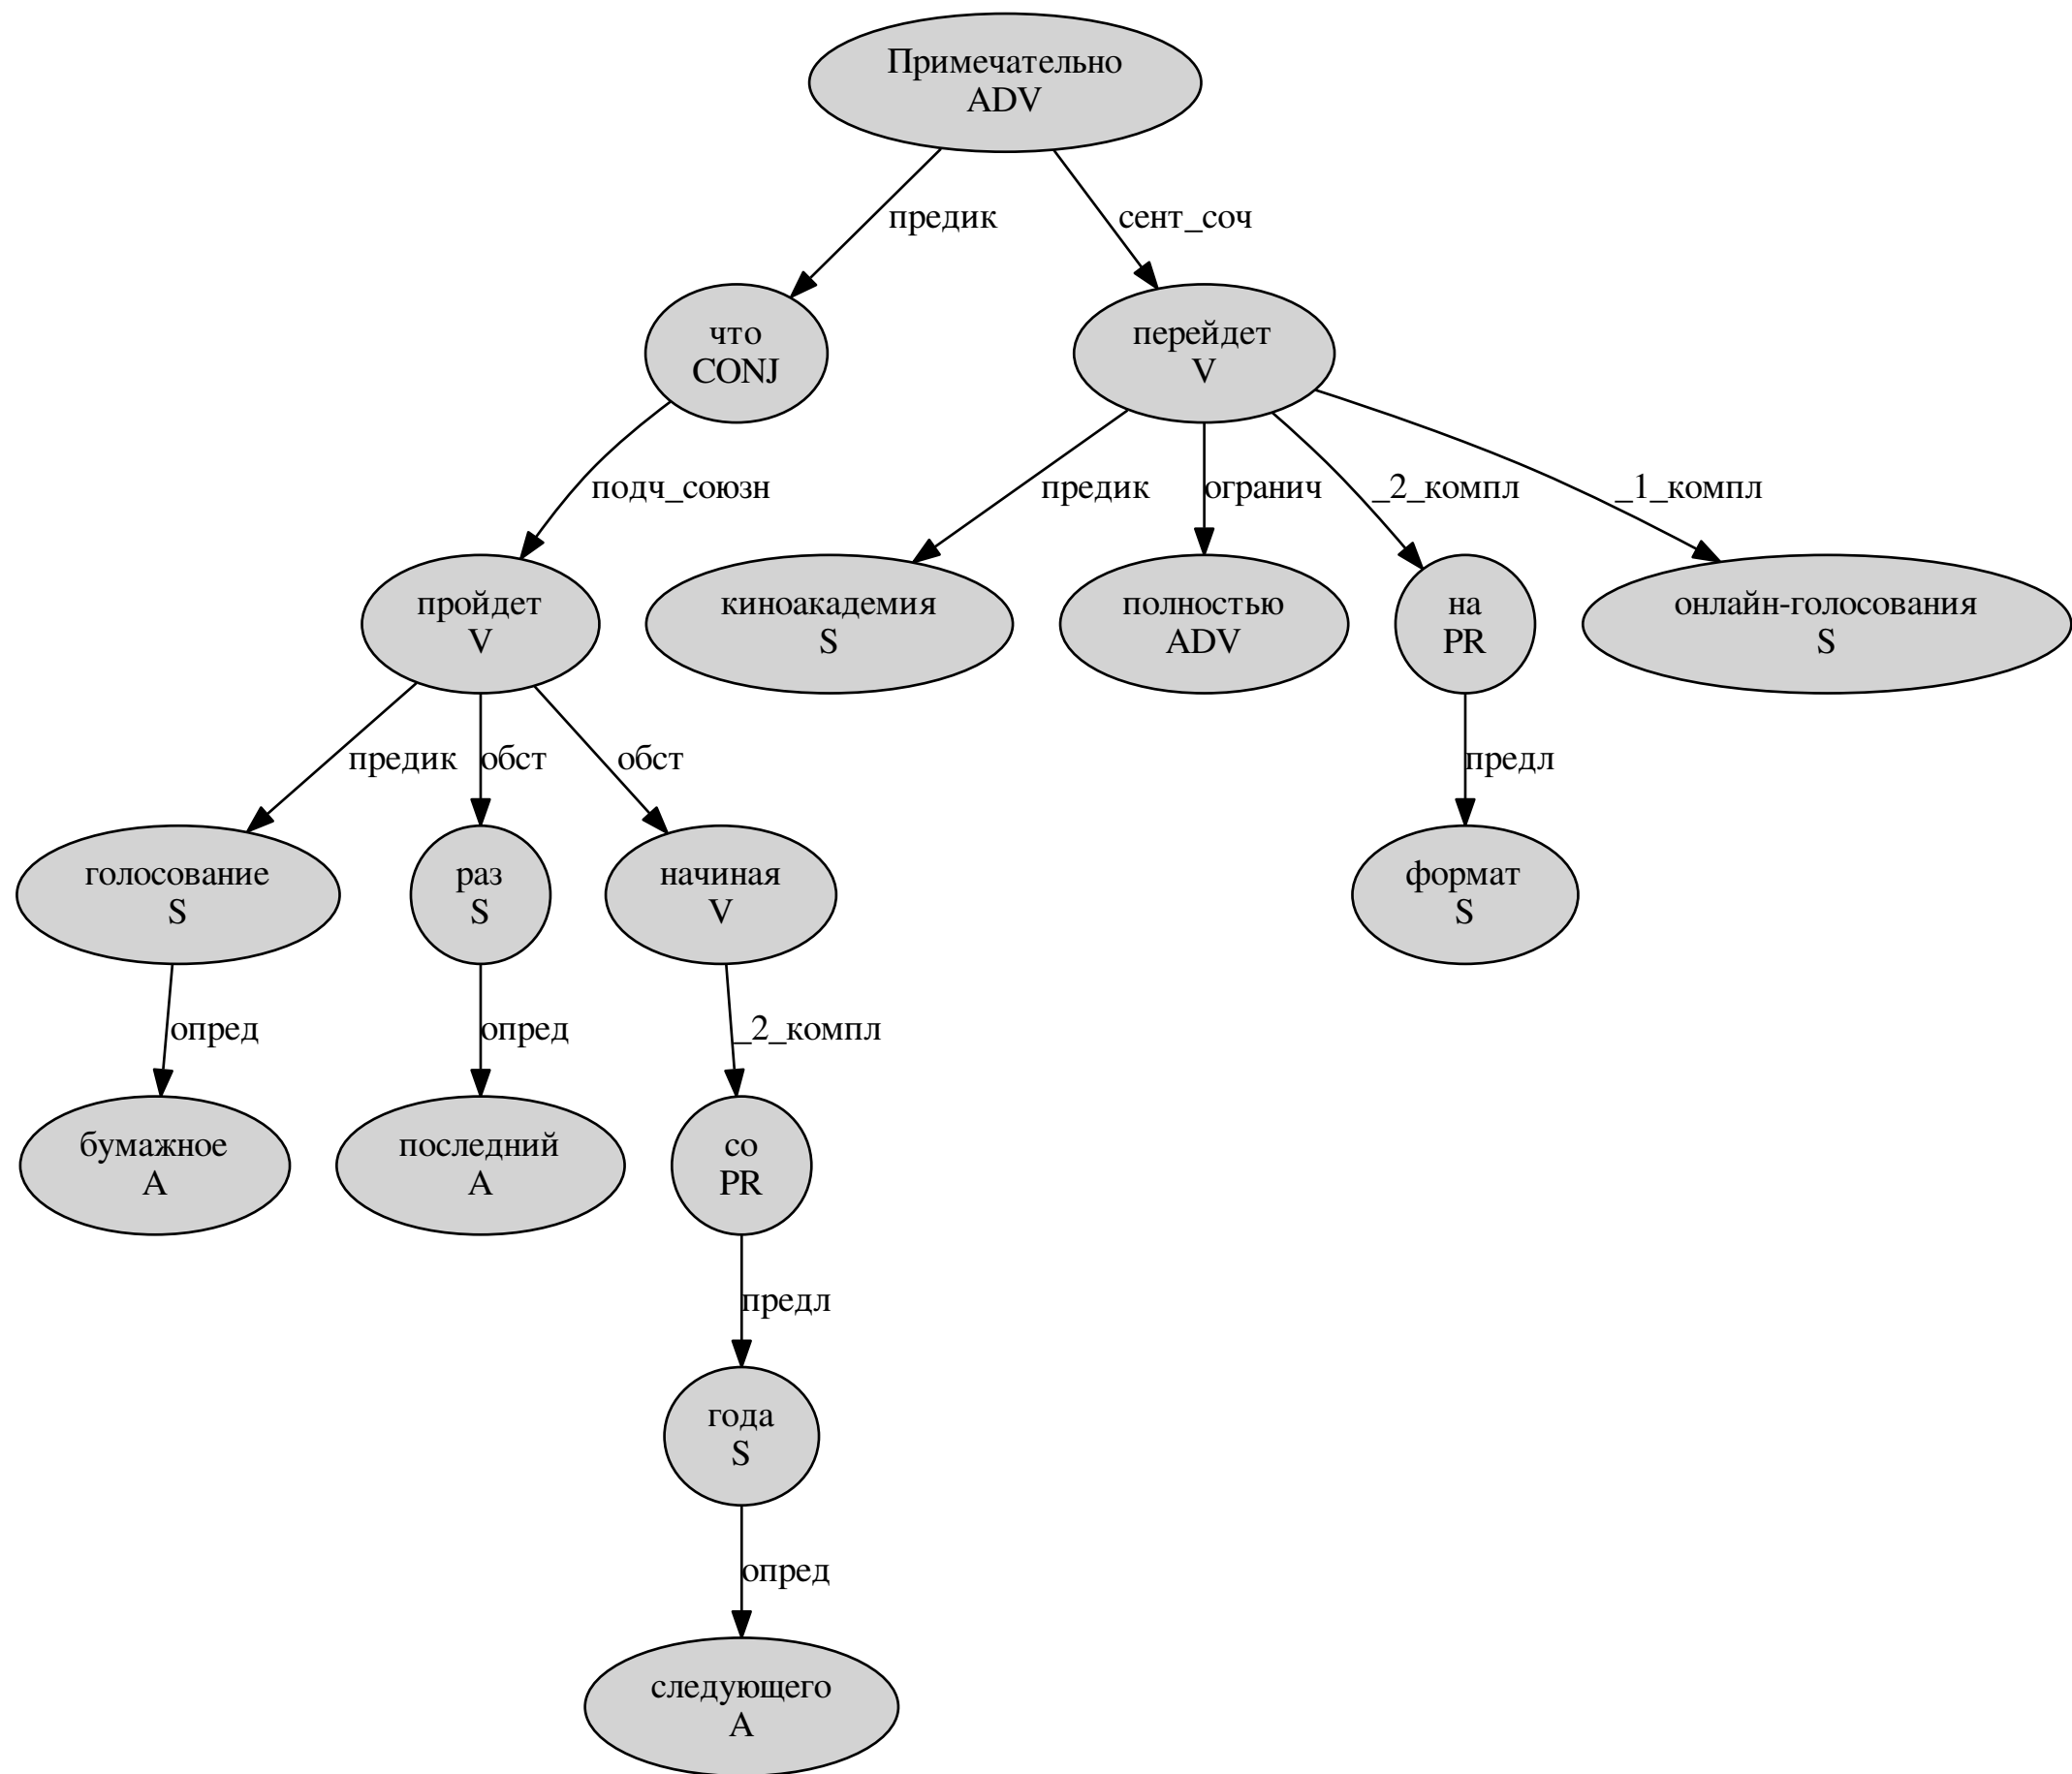 Примечательно
ADV
предик
сент_соч
что
CONJ
перейдет
V
подч_союзн
предик
огранич
_2_компл
_1_компл
пройдет
V
киноакадемия
S
полностью
ADV
на
PR
онлайн-голосования
S
предик
обст
обст
предл
голосование
S
раз
S
начиная
V
формат
S
опред
опред
_2_компл
бумажное
A
последний
A
со
PR
предл
года
S
опред
следующего
A